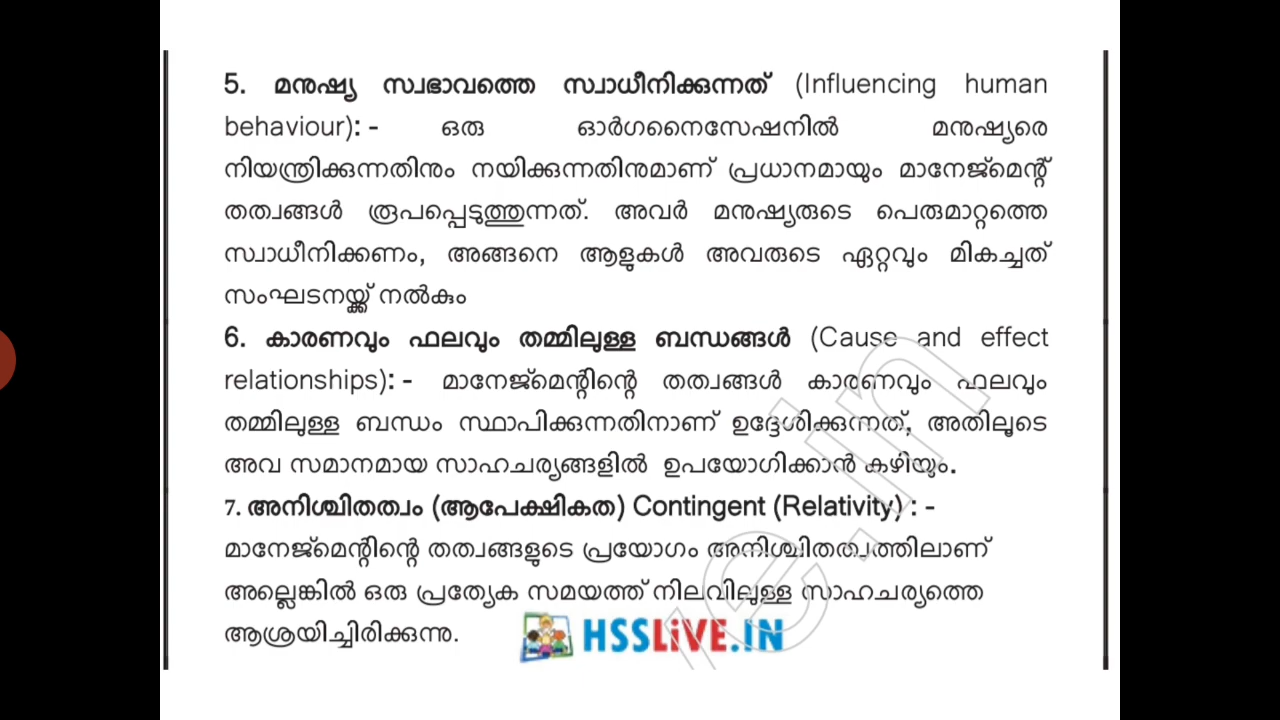 5. മനുഷ്യ സ്വഭാവത്തെ സ്വാധീനിക്കുന്നത് (Influencing human
behaviour): - ഒരു ഓർഗനൈസേഷനിൽ മനുഷ്യരെ
നിയന്ത്രിക്കുന്നതിനും നയിക്കുന്നതിനുമാണ് പ്രധാനമായും മാനേജ്മെന്റ്
തത്വങ്ങൾ രൂപപ്പെടുത്തുന്നത്. അവർ മനുഷ്യരുടെ പെരുമാറ്റത്തെ
സ്വാധീനിക്കണം, അങ്ങനെ ആളുകൾ അവരുടെ ഏറ്റവും മികച്ചത്
സംഘടനയ്ക്ക് നൽകും
6. കാരണവും ഫലവും തമ്മിലുള്ള ബന്ധങ്ങൾ (Cause and effect
relationships): - മാനേജ്മെന്റിന്റെ തത്വങ്ങൾ കാരണവും ഫലവും
തമ്മിലുള്ള ബന്ധം സ്ഥാപിക്കുന്നതിനാണ് ഉദ്ദേശിക്കുന്നത്, അതിലൂടെ
അവ സമാനമായ സാഹചര്യങ്ങളിൽ ഉപയോഗിക്കാൻ കഴിയും.
7. അനിശ്ചിതത്വം (ആപേക്ഷികത) Contingent (Relativity) : -
മാനേജ്മെന്റിന്റെ തത്വങ്ങളുടെ പ്രയോഗം അനിശ്ചിതത്വത്തിലാണ്
അല്ലെങ്കിൽ ഒരു പ്രത്യേക സമയത്ത് നിലവിലുള്ള സാഹചര്യത്തെ
ആശ്രയിച്ചിരിക്കുന്നു.
HSSLiVE.IN
ve.in